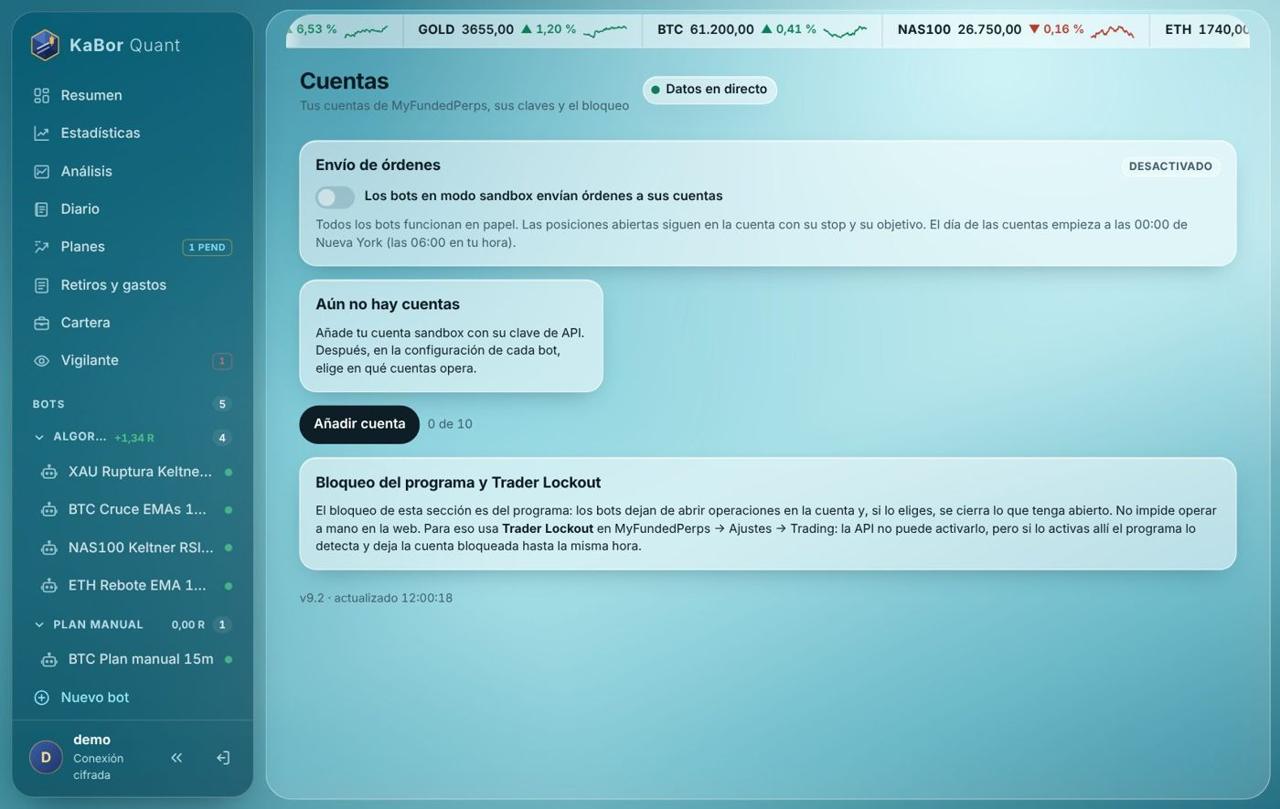 KaBor Quant
Resumen
Estadísticas
Análisis
Diario
Planes 1 PEND
Retiros y gastos
Cartera
Vigilante 1
BOTS 5
ALGOR... +1,34 R 4
XAU Ruptura Keltne...
BTC Cruce EMAs 1...
NAS100 Keltner RSI...
ETH Rebote EMA 1...
PLAN MANUAL 0,00 R 1
BTC Plan manual 15m
Nuevo bot
D
demo
Conexión
cifrada
6,53 % GOLD 3655,00 ▲ 1,20 % BTC 61.200,00 ▲ 0,41 % NAS100 26.750,00 ▼ 0,16 % ETH 1740,00
Cuentas
Tus cuentas de MyFundedPerps, sus claves y el bloqueo
Datos en directo
Envío de órdenes
DESACTIVADO
Los bots en modo sandbox envían órdenes a sus cuentas
Todos los bots funcionan en papel. Las posiciones abiertas siguen en la cuenta con su stop y su objetivo. El día de las cuentas empieza a las 00:00 de
Nueva York (las 06:00 en tu hora).
Aún no hay cuentas
Añade tu cuenta sandbox con su clave de API.
Después, en la configuración de cada bot,
elige en qué cuentas opera.
Añadir cuenta 0 de 10
Bloqueo del programa y Trader Lockout
El bloqueo de esta sección es del programa: los bots dejan de abrir operaciones en la cuenta y, si lo eliges, se cierra lo que tenga abierto. No impide operar
a mano en la web. Para eso usa Trader Lockout en MyFundedPerps → Ajustes → Trading: la API no puede activarlo, pero si lo activas allí el programa lo
detecta y deja la cuenta bloqueada hasta la misma hora.
v9.2 · actualizado 12:00:18